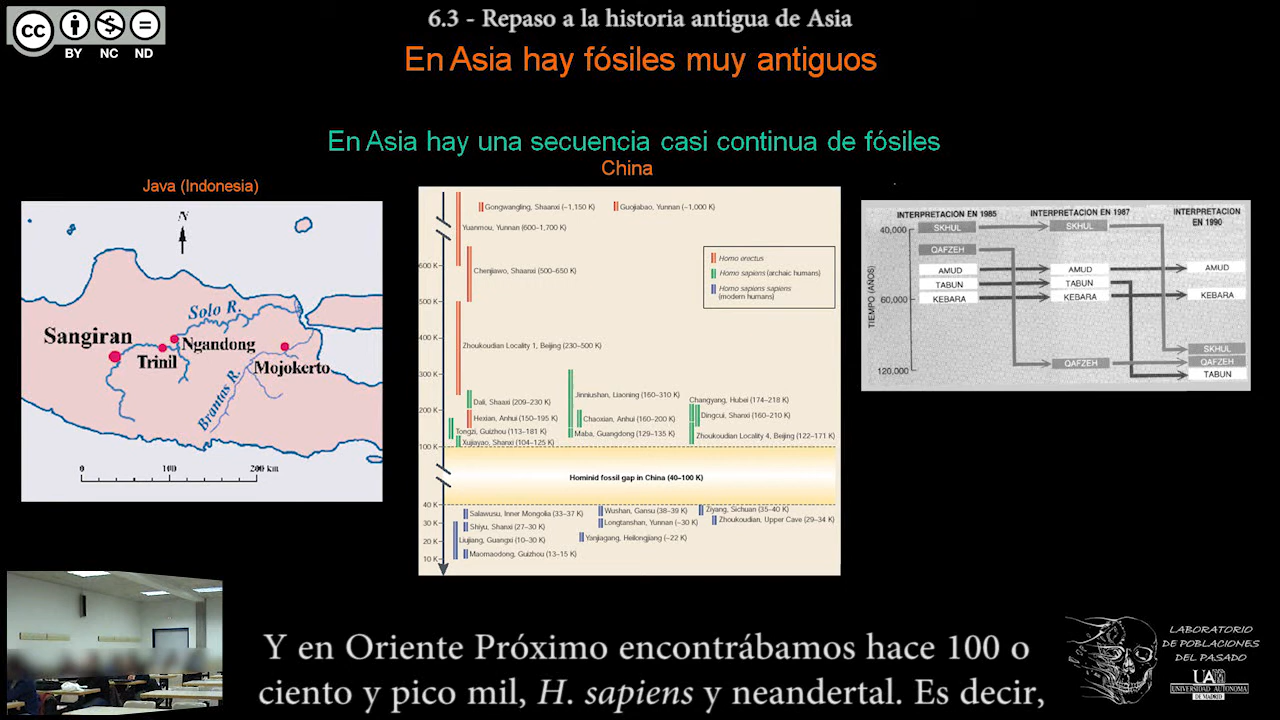 BY NC ND
6.3 - Repaso a la historia antigua de Asia
En Asia hay fósiles muy antiguos
En Asia hay una secuencia casi continua de fósiles
China
Java (Indonesia)
N
Solo R.
Sangiran
Ngandong
Trinil
Mojokerto
Brantas R.
0 100 200 km
Gongwangling, Shaanxi (~1,150 K)
Guojiabao, Yunnan (~1,000 K)
Yuanmou, Yunnan (600–1,700 K)
Homo erectus
Homo sapiens (archaic humans)
Homo sapiens sapiens
(modern humans)
600 K
Chenjiawo, Shaanxi (500–650 K)
500 K
400 K
Zhoukoudian Locality 1, Beijing (230–500 K)
300 K
Jinniushan, Liaoning (160–310 K)
Changyang, Hubei (174–218 K)
Dali, Shaaxi (209–230 K)
200 K
Hexian, Anhui (150–195 K)
Chaoxian, Anhui (160–200 K)
Dingcui, Shanxi (160–210 K)
Tongzi, Guizhou (113–181 K)
Maba, Guangdong (129–135 K)
Zhoukoudian Locality 4, Beijing (122–171 K)
Xujiayao, Shanxi (104–125 K)
100 K
Hominid fossil gap in China (40–100 K)
40 K
Salawusu, Inner Mongolia (33–37 K)
Wushan, Gansu (38–39 K)
Ziyang, Sichuan (35–40 K)
30 K
Shiyu, Shanxi (27–30 K)
Longtanshan, Yunnan (~30 K)
Zhoukoudian, Upper Cave (29–34 K)
20 K
Liujiang, Guangxi (10–30 K)
Yanjiagang, Heilongjiang (~22 K)
10 K
Maomaodong, Guizhou (13–15 K)
INTERPRETACION EN 1985
INTERPRETACION EN 1987
INTERPRETACION
EN 1990
TIEMPO (AÑOS)
40,000
60,000
120,000
SKHUL
QAFZEH
AMUD
TABUN
KEBARA
SKHUL
AMUD
TABUN
KEBARA
QAFZEH
AMUD
KEBARA
SKHUL
QAFZEH
TABUN
Y en Oriente Próximo encontrábamos hace 100 o
ciento y pico mil, H. sapiens y neandertal. Es decir,
LABORATORIO
DE POBLACIONES
DEL PASADO
UAM
UNIVERSIDAD AUTONOMA
DE MADRID